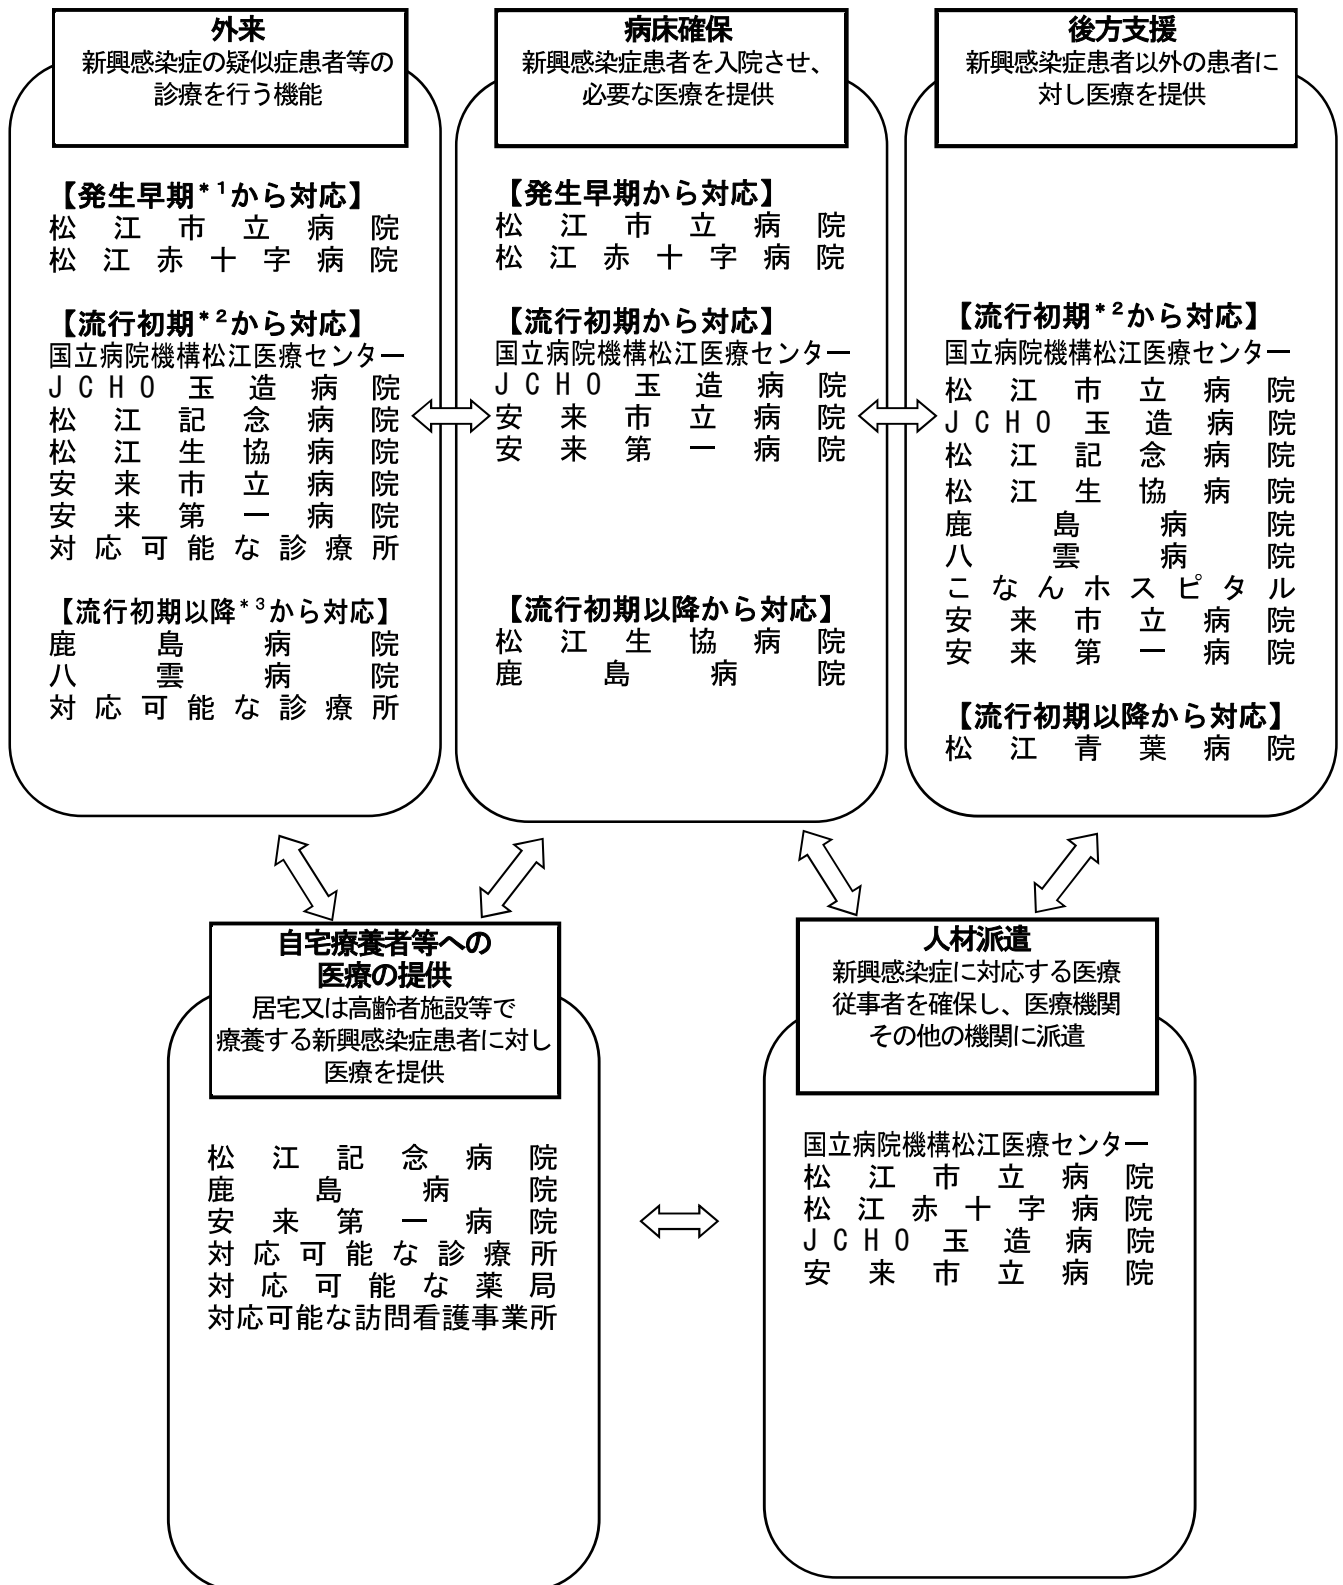 外来
新興感染症の疑似症患者等の
診療を行う機能
【発生早期*1から対応】
松江市立病院
松江赤十字病院
【流行初期*2から対応】
国立病院機構松江医療センター
JCHO玉造病院
松江記念病院
松江生協病院
安来市立病院
安来第一病院
対応可能な診療所
【流行初期以降*3から対応】
鹿島病院
八雲病院
対応可能な診療所
病床確保
新興感染症患者を入院させ、
必要な医療を提供
【発生早期から対応】
松江市立病院
松江赤十字病院
【流行初期から対応】
国立病院機構松江医療センター
JCHO玉造病院
安来市立病院
安来第一病院
【流行初期以降から対応】
松江生協病院
鹿島病院
後方支援
新興感染症患者以外の患者に
対し医療を提供
【流行初期*2から対応】
国立病院機構松江医療センター
松江市立病院
JCHO玉造病院
松江記念病院
松江生協病院
鹿島病院
八雲病院
こなんホスピタル
安来市立病院
安来第一病院
【流行初期以降から対応】
松江青葉病院
自宅療養者等への
医療の提供
居宅又は高齢者施設等で
療養する新興感染症患者に対し
医療を提供
松江記念病院
鹿島病院
安来第一病院
対応可能な診療所
対応可能な薬局
対応可能な訪問看護事業所
人材派遣
新興感染症に対応する医療
従事者を確保し、医療機関
その他の機関に派遣
国立病院機構松江医療センター
松江市立病院
松江赤十字病院
JCHO玉造病院
安来市立病院